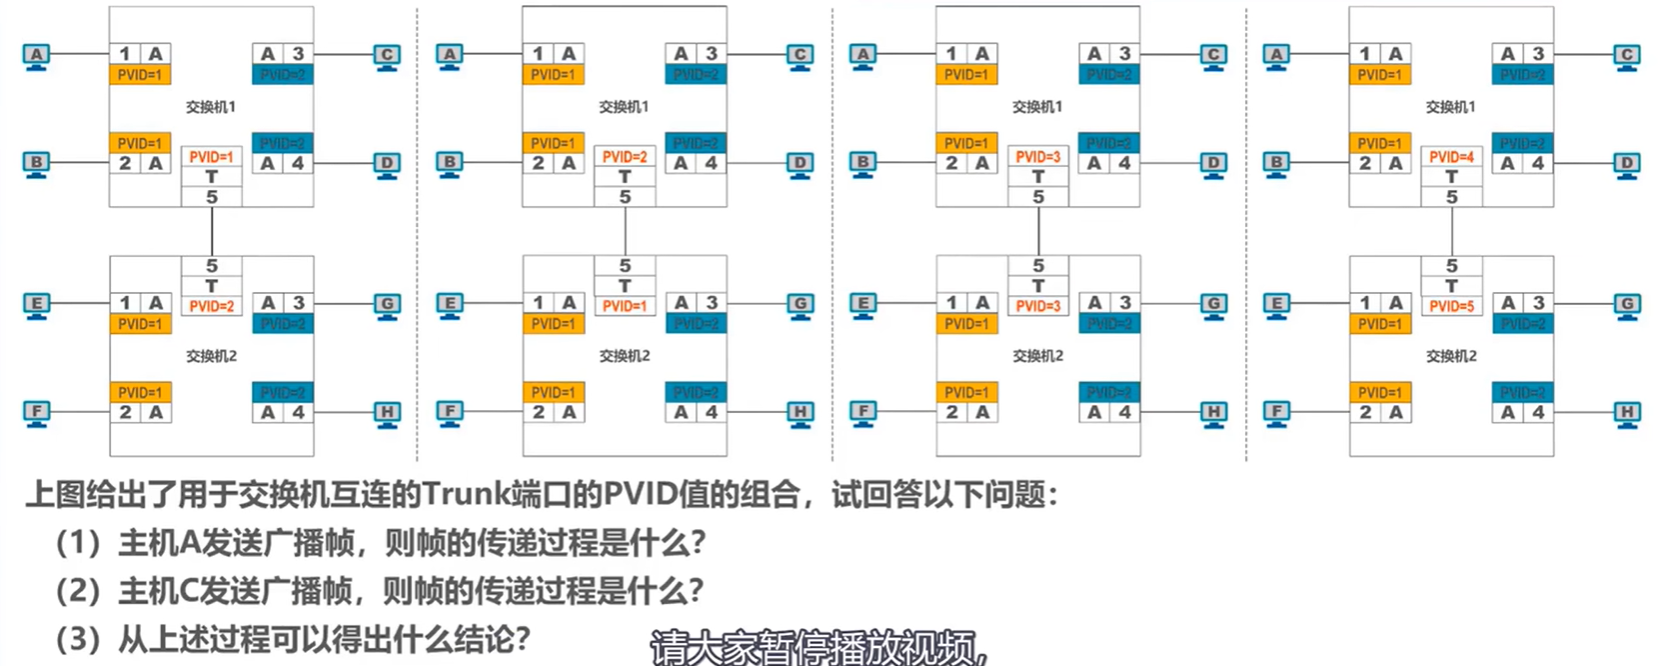 A 1 A A 3 C A 1 A A 3 C A 1 A A 3 C A 1 A A 3 C
PVID=1 PVID=2 PVID=1 PVID=2 PVID=1 PVID=2 PVID=1 PVID=2
交换机1 交换机1 交换机1 交换机1
PVID=1 PVID=2 PVID=1 PVID=2 PVID=1 PVID=2 PVID=1 PVID=2
PVID=1 PVID=2 PVID=3 PVID=4
B 2 A A 4 D B 2 A A 4 D B 2 A A 4 D B 2 A A 4 D
T T T T
5 5 5 5
5 5 5 5
T T T T
E 1 A PVID=2 A 3 G E 1 A PVID=1 A 3 G E 1 A PVID=3 A 3 G E 1 A PVID=5 A 3 G
PVID=1 PVID=2 PVID=1 PVID=2 PVID=1 PVID=2 PVID=1 PVID=2
交换机2 交换机2 交换机2 交换机2
PVID=1 PVID=2 PVID=1 PVID=2 PVID=1 PVID=2 PVID=1 PVID=2
F 2 A A 4 H F 2 A A 4 H F 2 A A 4 H F 2 A A 4 H
上图给出了用于交换机互连的Trunk端口的PVID值的组合，试回答以下问题：
（1）主机A发送广播帧，则帧的传递过程是什么？
（2）主机C发送广播帧，则帧的传递过程是什么？
（3）从上述过程可以得出什么结论？
请大家暂停播放视频，